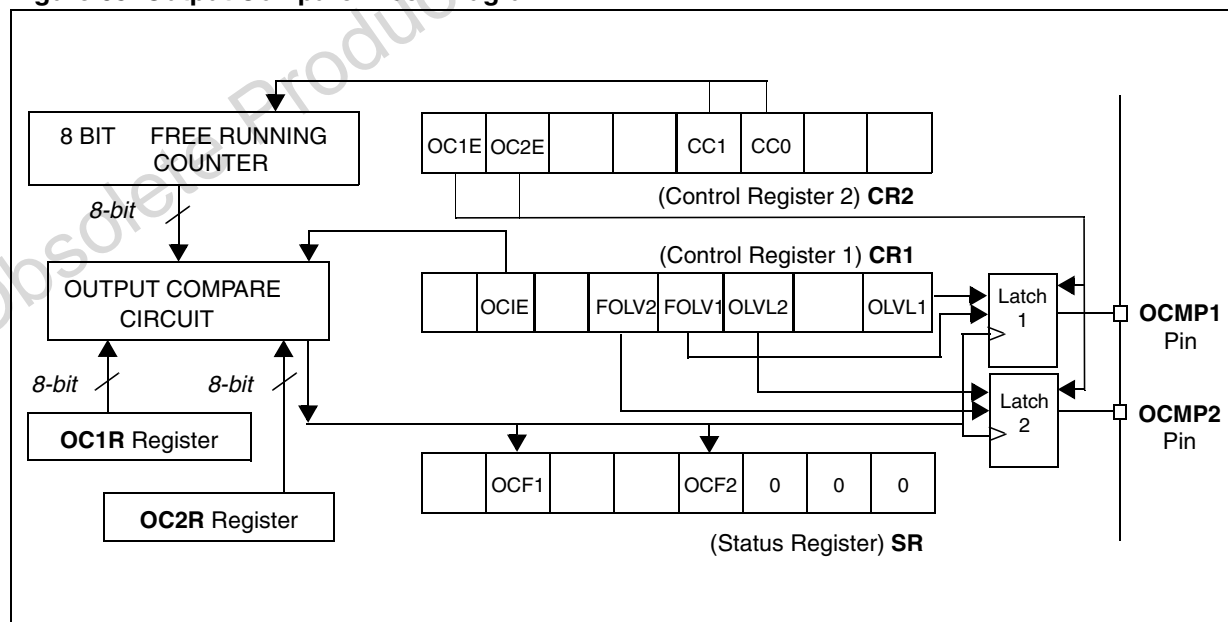 8 BIT FREE RUNNING
COUNTER
OC1E OC2E CC1 CC0
(Control Register 2) CR2
8-bit
(Control Register 1) CR1
OUTPUT COMPARE
CIRCUIT
OCIE FOLV2 FOLV1 OLVL2 OLVL1
Latch
1
OCMP1
Pin
8-bit 8-bit
Latch
2
OCMP2
Pin
OC1R Register
OCF1 OCF2 0 0 0
OC2R Register
(Status Register) SR